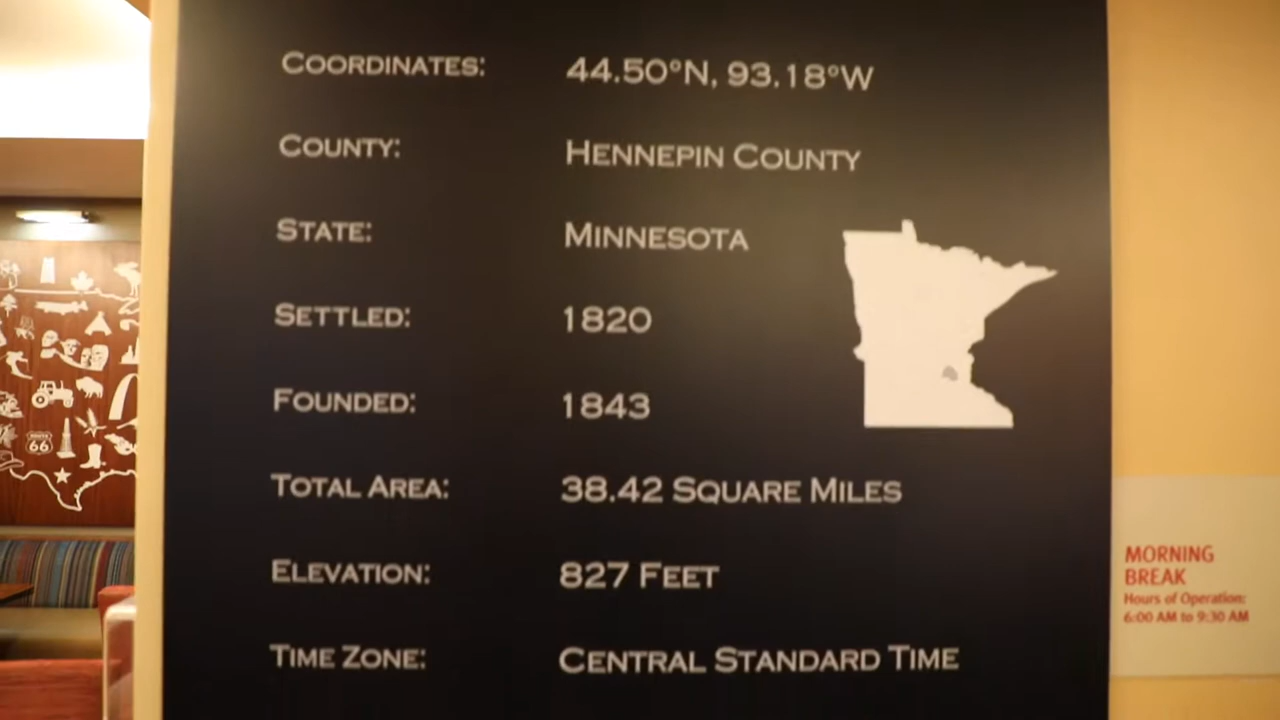 COORDINATES: 44.50°N, 93.18°W
COUNTY: HENNEPIN COUNTY
STATE: MINNESOTA
SETTLED: 1820
FOUNDED: 1843
TOTAL AREA: 38.42 SQUARE MILES
ELEVATION: 827 FEET
TIME ZONE: CENTRAL STANDARD TIME
ROUTE
66
MORNING
BREAK
Hours of Operation:
6:00 AM to 9:30 AM